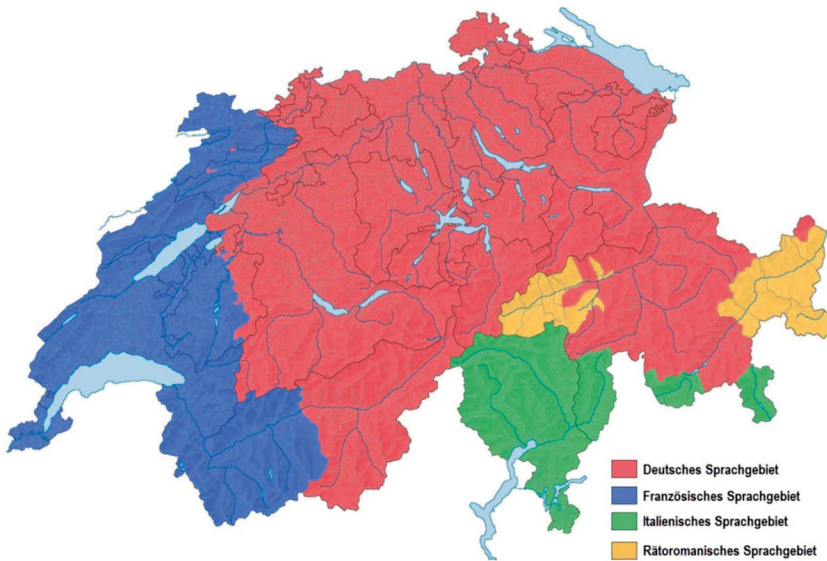 Deutsches Sprachgebiet
Französisches Sprachgebiet
Italienisches Sprachgebiet
Rätoromanisches Sprachgebiet